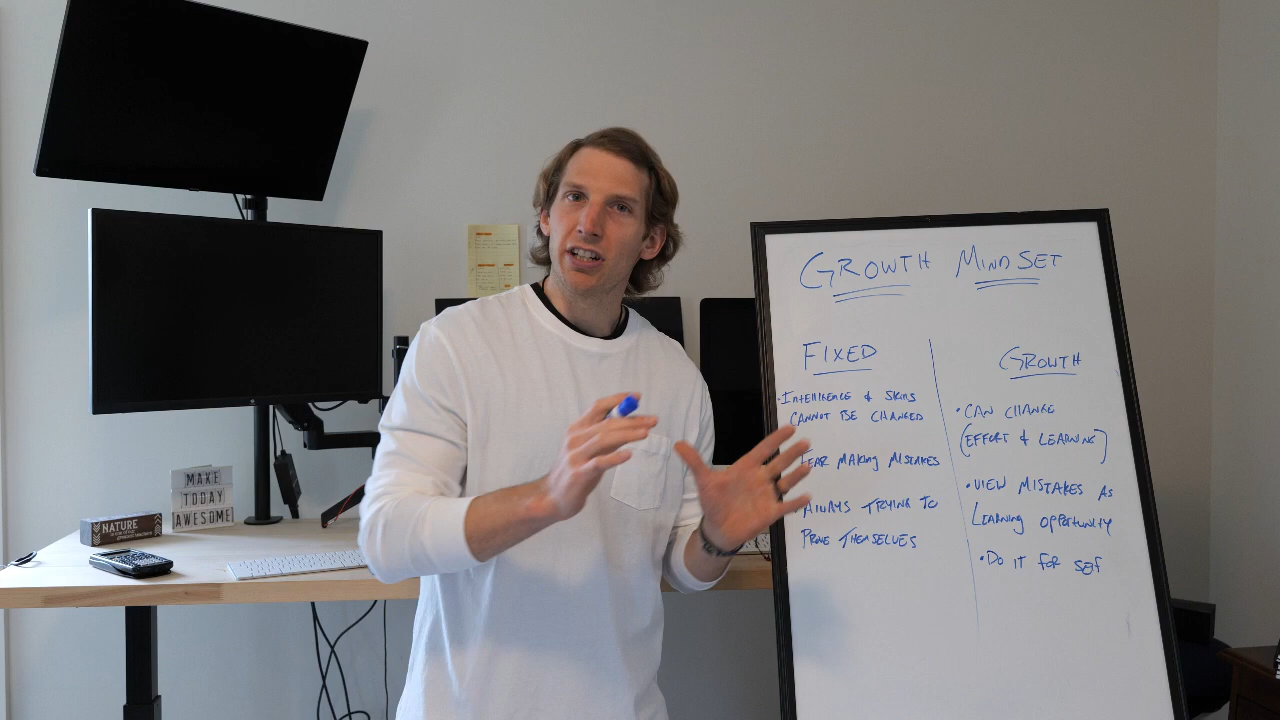 MAKE
TODAY
AWESOME
NATURE
GROWTH MINDSET
FIXED
• INTELLIGENCE & SKILLS
CANNOT BE CHANGED
FEAR MAKING MISTAKES
ALWAYS TRYING TO
PROVE THEMSELVES
GROWTH
• CAN CHANGE
(EFFORT & LEARNING)
• VIEW MISTAKES AS
LEARNING OPPORTUNITY
• DO IT FOR SELF